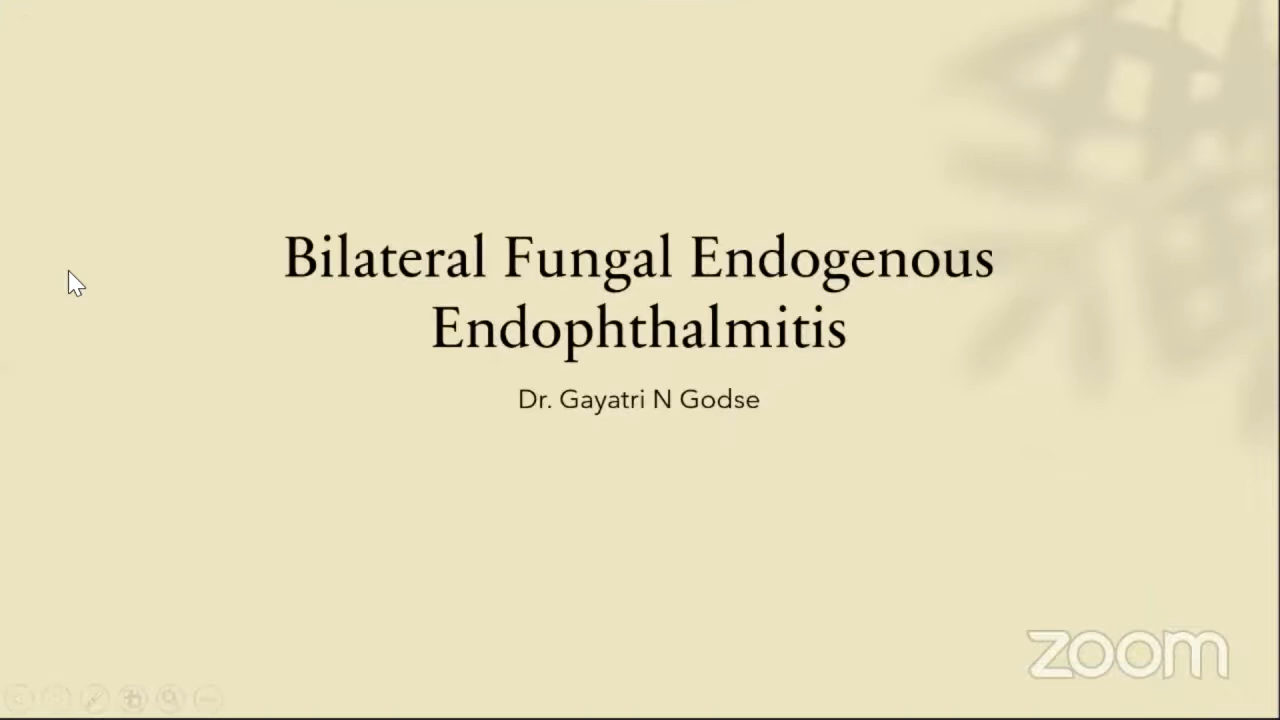 Bilateral Fungal Endogenous
Endophthalmitis
Dr. Gayatri N Godse
zoom